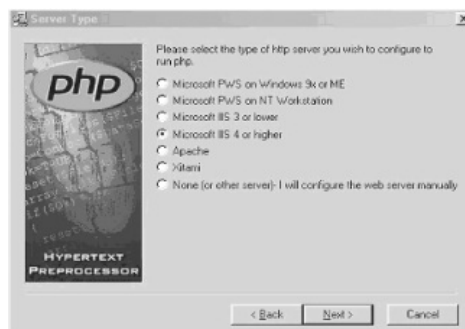 Server Type
Please select the type of http server you wish to configure to
run php.
Microsoft PWS on Windows 9x or ME
Microsoft PWS on NT Workstation
Microsoft IIS 3 or lower
Microsoft IIS 4 or higher
Apache
Xitami
None (or other server)- I will configure the web server manually
php
HYPERTEXT
PREPROCESSOR
< Back
Next >
Cancel